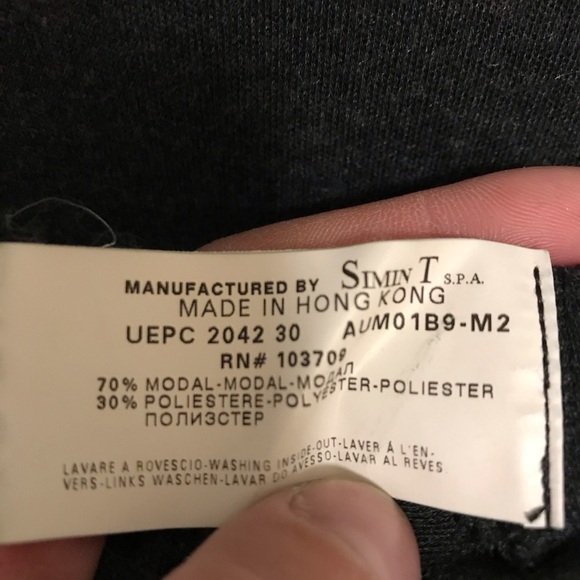 MANUFACTURED BY SIMINT S.P.A.
MADE IN HONG KONG
UEPC 2042 30 AUM01B9-M2
RN# 103709
70% MODAL-MODAL-МОДАЛ
30% POLIESTERE-POLYESTER-POLIESTER
ПОЛИЭСТЕР
LAVARE A ROVESCIO-WASHING INSIDE-OUT-LAVER Á L'EN-
VERS-LINKS WASCHEN-LAVAR DO AVESSO-LAVAR AL REVES